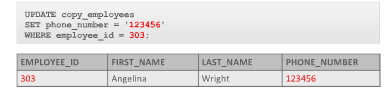 UPDATE copy_employees
SET phone_number = '123456'
WHERE employee_id = 303;
EMPLOYEE_ID FIRST_NAME LAST_NAME PHONE_NUMBER
303 Angelina Wright 123456